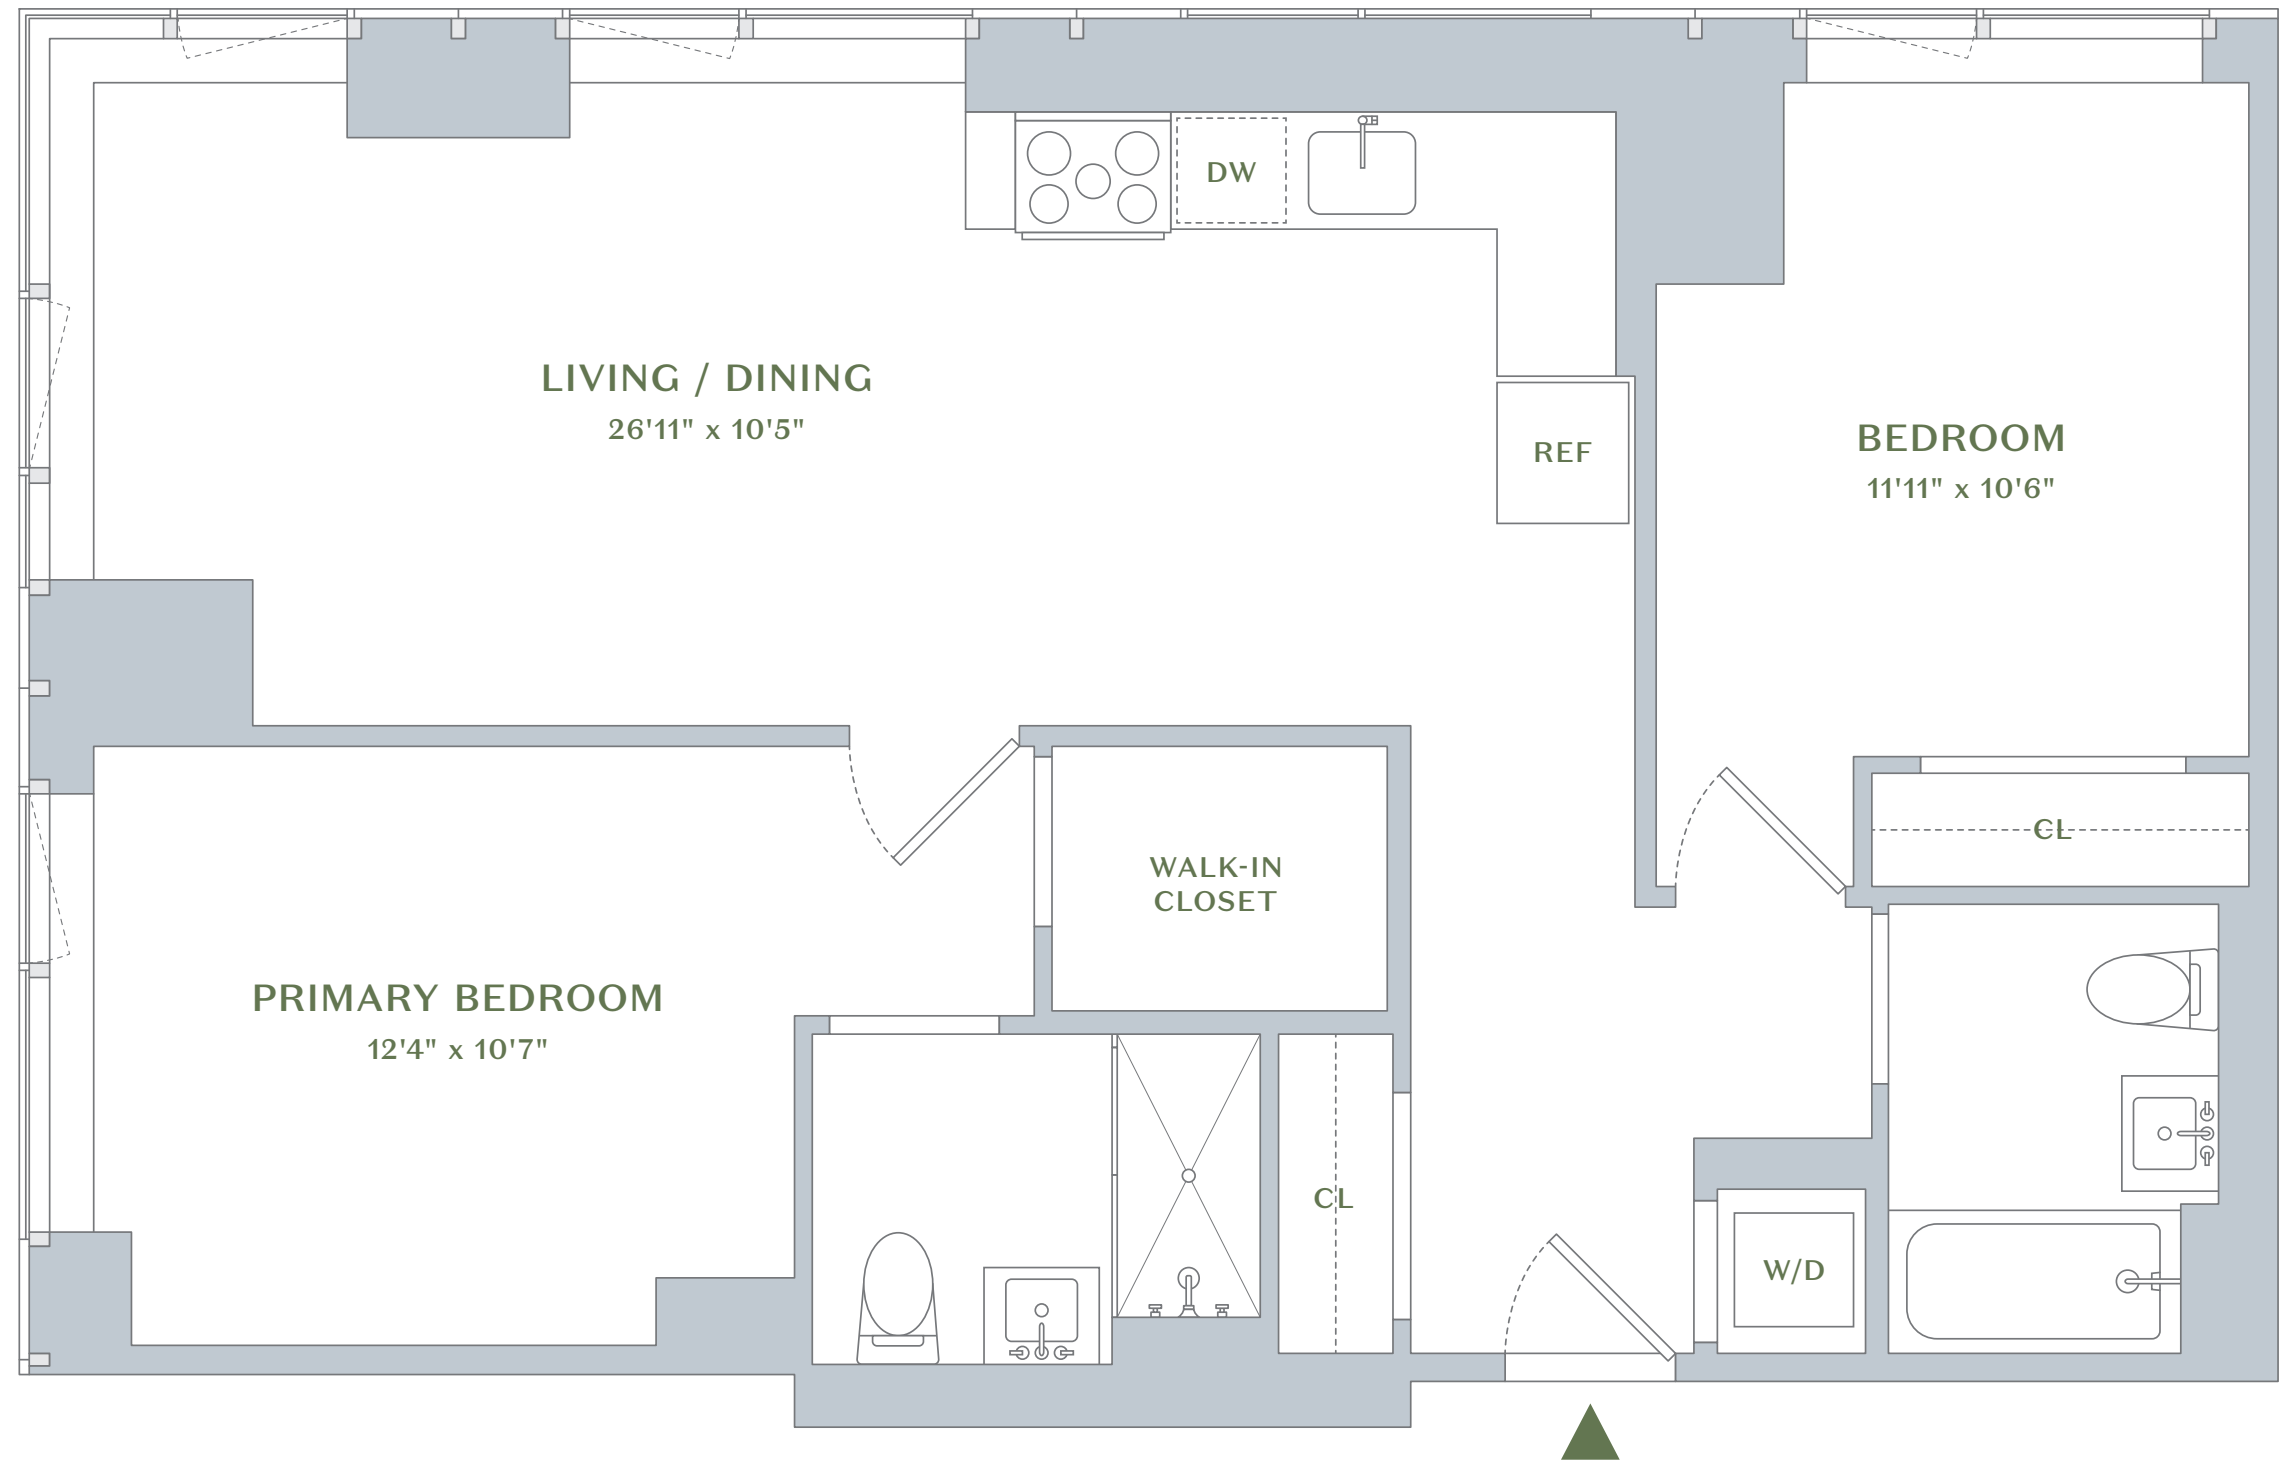 DW
LIVING / DINING
26'11" x 10'5"
REF
BEDROOM
11'11" x 10'6"
CL
WALK-IN
CLOSET
PRIMARY BEDROOM
12'4" x 10'7"
CL
W/D